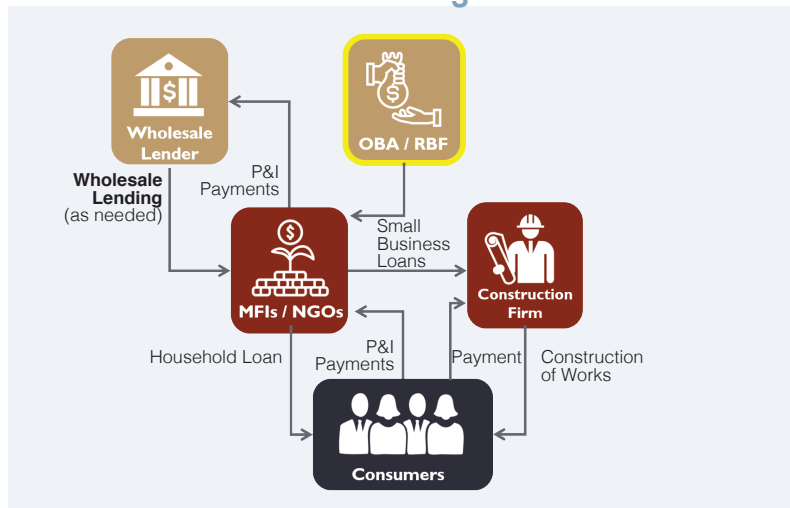 Wholesale
Lender
OBA / RBF
Wholesale
Lending
(as needed)
P&I
Payments
Small
Business
Loans
MFIs / NGOs
Construction
Firm
Household Loan
P&I
Payments
Payment
Construction
of Works
Consumers